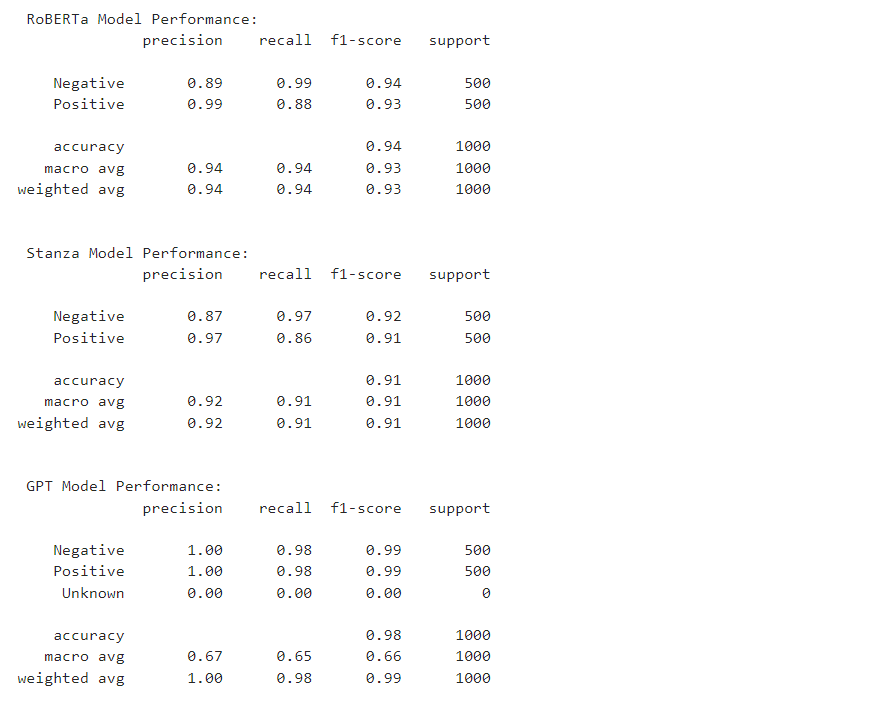 RoBERTa Model Performance:
precision recall f1-score support
Negative 0.89 0.99 0.94 500
Positive 0.99 0.88 0.93 500
accuracy 0.94 1000
macro avg 0.94 0.94 0.93 1000
weighted avg 0.94 0.94 0.93 1000
Stanza Model Performance:
precision recall f1-score support
Negative 0.87 0.97 0.92 500
Positive 0.97 0.86 0.91 500
accuracy 0.91 1000
macro avg 0.92 0.91 0.91 1000
weighted avg 0.92 0.91 0.91 1000
GPT Model Performance:
precision recall f1-score support
Negative 1.00 0.98 0.99 500
Positive 1.00 0.98 0.99 500
Unknown 0.00 0.00 0.00 0
accuracy 0.98 1000
macro avg 0.67 0.65 0.66 1000
weighted avg 1.00 0.98 0.99 1000